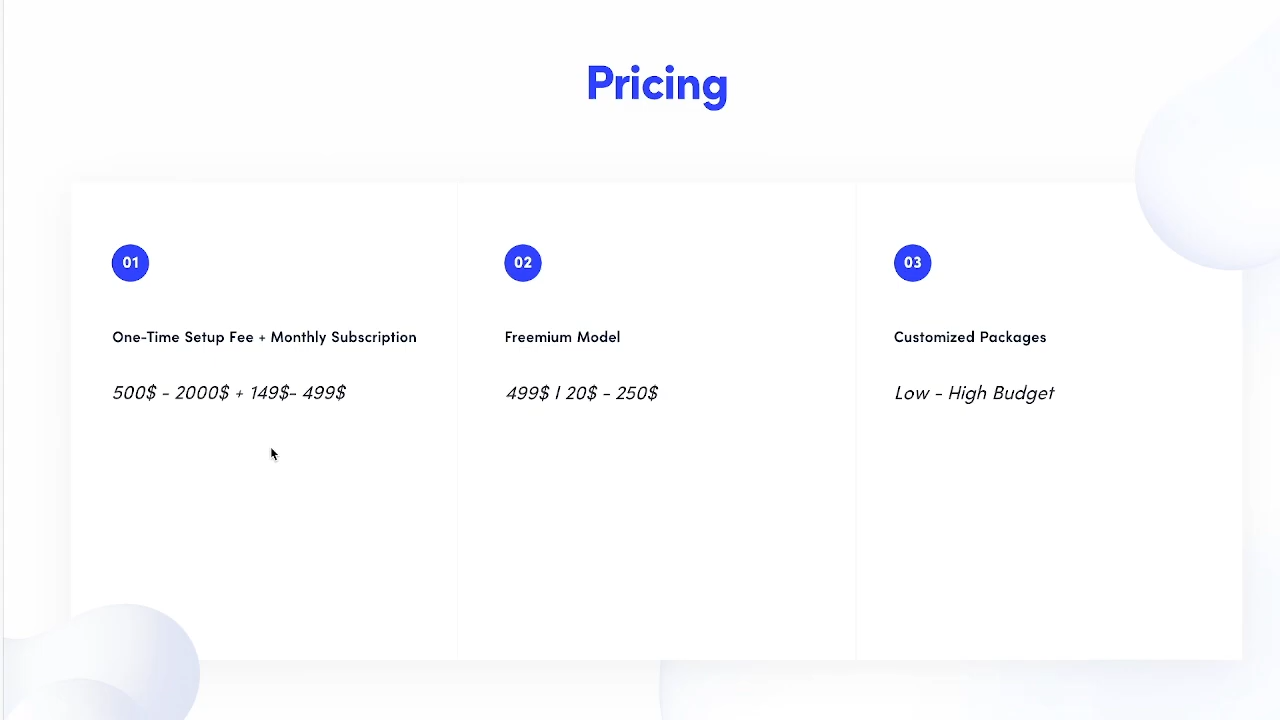 Pricing
01
One-Time Setup Fee + Monthly Subscription
500$ - 2000$ + 149$- 499$
02
Freemium Model
499$ | 20$ - 250$
03
Customized Packages
Low - High Budget